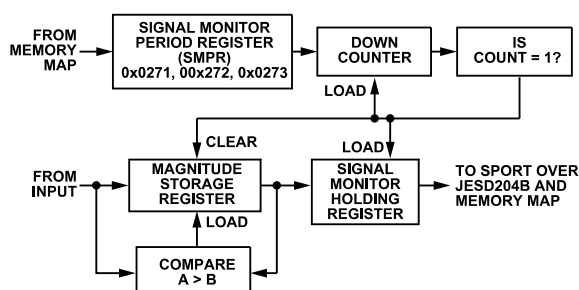 FROM
MEMORY
MAP
SIGNAL MONITOR
PERIOD REGISTER
(SMPR)
0x0271, 00x272, 0x0273
DOWN
COUNTER
IS
COUNT = 1?
LOAD
CLEAR
LOAD
FROM
INPUT
MAGNITUDE
STORAGE
REGISTER
SIGNAL
MONITOR
HOLDING
REGISTER
TO SPORT OVER
JESD204B AND
MEMORY MAP
LOAD
COMPARE
A > B